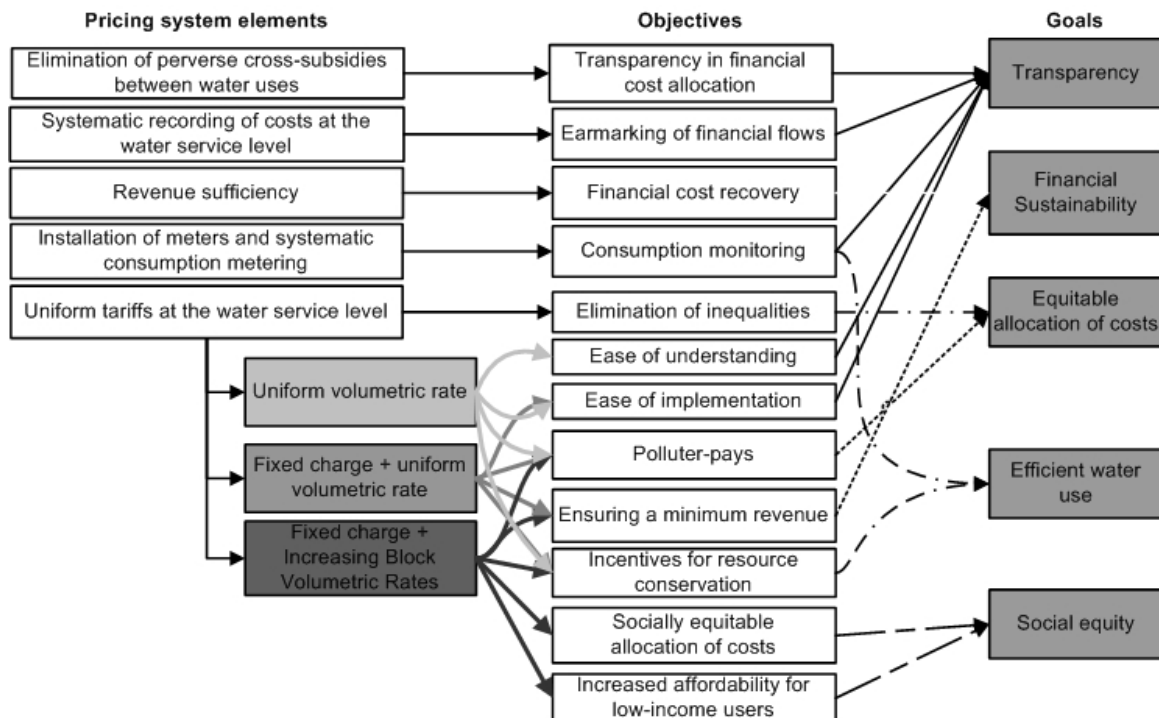 Pricing system elements
Objectives
Goals
Elimination of perverse cross-subsidies
between water uses
Transparency in financial
cost allocation
Transparency
Systematic recording of costs at the
water service level
Earmarking of financial flows
Revenue sufficiency
Financial cost recovery
Financial
Sustainability
Installation of meters and systematic
consumption metering
Consumption monitoring
Uniform tariffs at the water service level
Elimination of inequalities
Equitable
allocation of costs
Ease of understanding
Uniform volumetric rate
Ease of implementation
Polluter-pays
Fixed charge + uniform
volumetric rate
Efficient water
use
Ensuring a minimum revenue
Fixed charge +
Increasing Block
Volumetric Rates
Incentives for resource
conservation
Socially equitable
allocation of costs
Social equity
Increased affordability for
low-income users